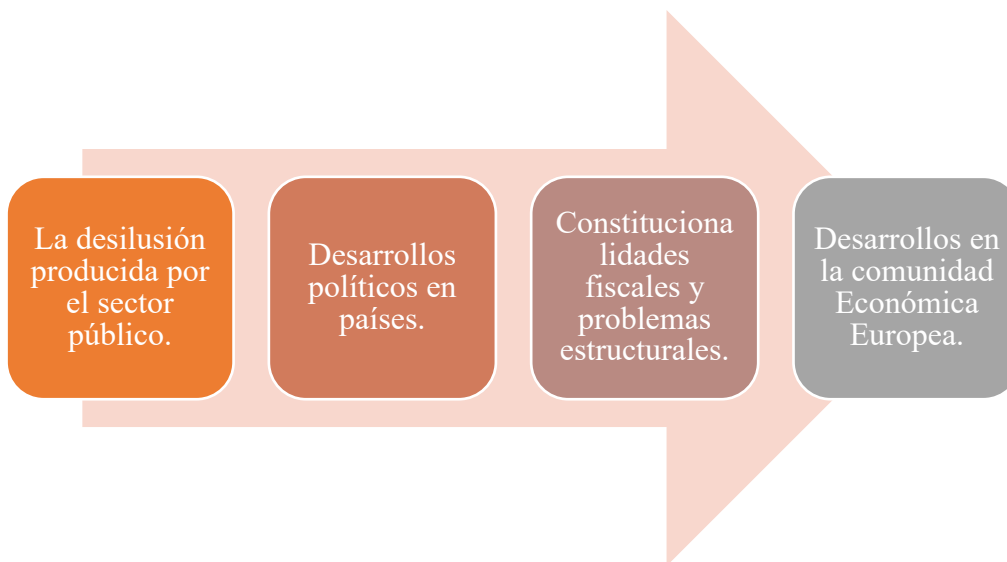 La desilusión
producida por
el sector
público.
Desarrollos
políticos en
países.
Constituciona
lidades
fiscales y
problemas
estructurales.
Desarrollos en
la comunidad
Económica
Europea.